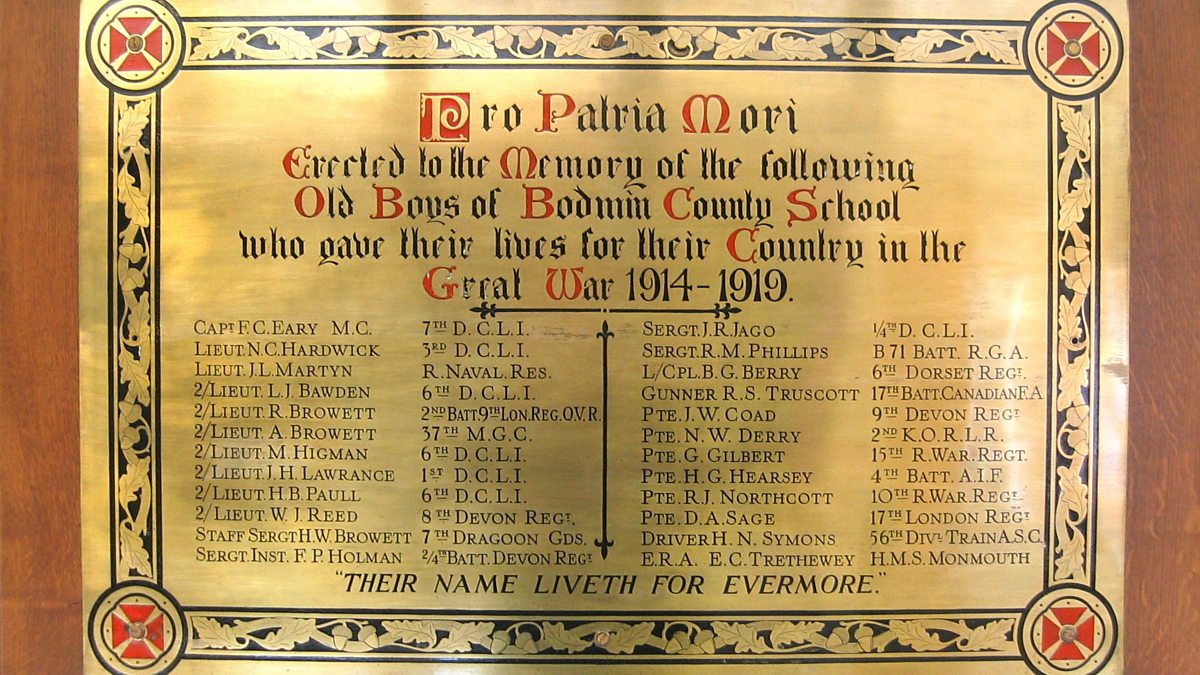 Pro Patria Mori
Erected to the Memory of the following
Old Boys of Bodmin County School
who gave their lives for their Country in the
Great War 1914-1919.
CAPT F.C. EARY M.C. 7TH D.C.L.I.
LIEUT. N.C. HARDWICK 3RD D.C.L.I.
LIEUT. J.L. MARTYN R. NAVAL. RES.
2/LIEUT. L.J. BAWDEN 6TH D.C.L.I.
2/LIEUT. R. BROWETT 2ND BATT 9TH LON. REG. Q.V.R.
2/LIEUT. A. BROWETT 37TH M.G.C.
2/LIEUT. M. HIGMAN 6TH D.C.L.I.
2/LIEUT. J.H. LAWRANCE 1ST D.C.L.I.
2/LIEUT. H.B. PAULL 6TH D.C.L.I.
2/LIEUT. W.J. REED 8TH DEVON REGT.
STAFF SERGT H.W. BROWETT 7TH DRAGOON GDS.
SERGT. INST. F.P. HOLMAN 2/4TH BATT. DEVON REGT.
SERGT. J.R. JAGO 1/4TH D.C.L.I.
SERGT. R.M. PHILLIPS B 71 BATT. R.G.A.
L/CPL. B.G. BERRY 6TH DORSET REGT.
GUNNER R.S. TRUSCOTT 17TH BATT. CANADIAN F.A
PTE. J.W. COAD 9TH DEVON REGT
PTE. N.W. DERRY 2ND K.O.R.L.R.
PTE. G. GILBERT 15TH R. WAR. REGT.
PTE. H.G. HEARSEY 4TH BATT. A.I.F.
PTE. R.J. NORTHCOTT 10TH R. WAR. REGT.
PTE. D.A. SAGE 17TH LONDON REGT
DRIVER H.N. SYMONS 56TH DIVL. TRAIN A.S.C.
E.R.A. E.C. TRETHEWEY H.M.S. MONMOUTH
"THEIR NAME LIVETH FOR EVERMORE."